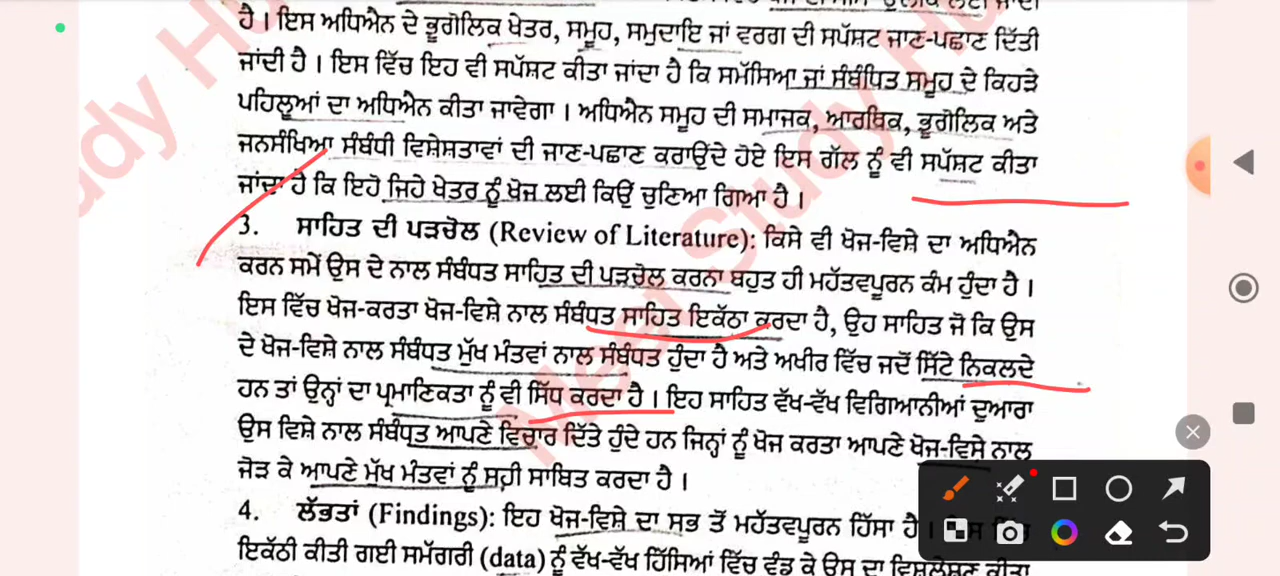 ਹੈ। ਇਸ ਅਧਿਐਨ ਦੇ ਭੂਗੋਲਿਕ ਖੇਤਰ, ਸਮੂਹ, ਸਮੁਦਾਇ ਜਾਂ ਵਰਗ ਦੀ ਸਪੱਸ਼ਟ ਜਾਣ-ਪਛਾਣ ਦਿੱਤੀ
ਜਾਂਦੀ ਹੈ। ਇਸ ਵਿੱਚ ਇਹ ਵੀ ਸਪੱਸ਼ਟ ਕੀਤਾ ਜਾਂਦਾ ਹੈ ਕਿ ਸਮੱਸਿਆ ਜਾਂ ਸੰਬੰਧਿਤ ਸਮੂਹ ਦੇ ਕਿਹੜੇ
ਪਹਿਲੂਆਂ ਦਾ ਅਧਿਐਨ ਕੀਤਾ ਜਾਵੇਗਾ। ਅਧਿਐਨ ਸਮੂਹ ਦੀ ਸਮਾਜਕ, ਆਰਥਿਕ, ਭੂਗੋਲਿਕ ਅਤੇ
ਜਨਸੰਖਿਆ ਸੰਬੰਧੀ ਵਿਸ਼ੇਸਤਾਵਾਂ ਦੀ ਜਾਣ-ਪਛਾਣ ਕਰਾਉਂਦੇ ਹੋਏ ਇਸ ਗੱਲ ਨੂੰ ਵੀ ਸਪੱਸ਼ਟ ਕੀਤਾ
ਜਾਂਦਾ ਹੈ ਕਿ ਇਹੋ ਜਿਹੇ ਖੇਤਰ ਨੂੰ ਖੋਜ ਲਈ ਕਿਉਂ ਚੁਣਿਆ ਗਿਆ ਹੈ।
3. ਸਾਹਿਤ ਦੀ ਪੜਚੋਲ (Review of Literature): ਕਿਸੇ ਵੀ ਖੋਜ-ਵਿਸ਼ੇ ਦਾ ਅਧਿਐਨ
ਕਰਨ ਸਮੇਂ ਉਸ ਦੇ ਨਾਲ ਸੰਬੰਧਤ ਸਾਹਿਤ ਦੀ ਪੜਚੋਲ ਕਰਨਾ ਬਹੁਤ ਹੀ ਮਹੱਤਵਪੂਰਨ ਕੰਮ ਹੁੰਦਾ ਹੈ।
ਇਸ ਵਿੱਚ ਖੋਜ-ਕਰਤਾ ਖੋਜ-ਵਿਸ਼ੇ ਨਾਲ ਸੰਬੰਧਤ ਸਾਹਿਤ ਇਕੱਠਾ ਕਰਦਾ ਹੈ, ਉਹ ਸਾਹਿਤ ਜੋ ਕਿ ਉਸ
ਦੇ ਖੋਜ-ਵਿਸ਼ੇ ਨਾਲ ਸੰਬੰਧਤ ਮੁੱਖ ਮੰਤਵਾਂ ਨਾਲ ਸੰਬੰਧਤ ਹੁੰਦਾ ਹੈ ਅਤੇ ਅਖੀਰ ਵਿੱਚ ਜਦੋਂ ਸਿੱਟੇ ਨਿਕਲਦੇ
ਹਨ ਤਾਂ ਉਨ੍ਹਾਂ ਦਾ ਪ੍ਰਮਾਣਿਕਤਾ ਨੂੰ ਵੀ ਸਿੱਧ ਕਰਦਾ ਹੈ। ਇਹ ਸਾਹਿਤ ਵੱਖ-ਵੱਖ ਵਿਗਿਆਨੀਆਂ ਦੁਆਰਾ
ਉਸ ਵਿਸ਼ੇ ਨਾਲ ਸੰਬੰਧਤ ਆਪਣੇ ਵਿਚਾਰ ਦਿੱਤੇ ਹੁੰਦੇ ਹਨ ਜਿਨ੍ਹਾਂ ਨੂੰ ਖੋਜ ਕਰਤਾ ਆਪਣੇ ਖੋਜ-ਵਿਸ਼ੇ ਨਾਲ
ਜੋੜ ਕੇ ਆਪਣੇ ਮੁੱਖ ਮੰਤਵਾਂ ਨੂੰ ਸਹੀ ਸਾਬਿਤ ਕਰਦਾ ਹੈ।
4. ਲੱਭਤਾਂ (Findings): ਇਹ ਖੋਜ-ਵਿਸ਼ੇ ਦਾ ਸਭ ਤੋਂ ਮਹੱਤਵਪੂਰਨ ਹਿੱਸਾ ਹੈ।
ਇਕੱਠੀ ਕੀਤੀ ਗਈ ਸਮੱਗਰੀ (data) ਨੂੰ ਵੱਖ-ਵੱਖ ਹਿੱਸਿਆਂ ਵਿੱਚ ਵੰਡ ਕੇ ਉਸ ਦਾ ਵਿਸ਼ਲੇਸ਼ਣ ਕੀਤਾ
Meet Study Hu